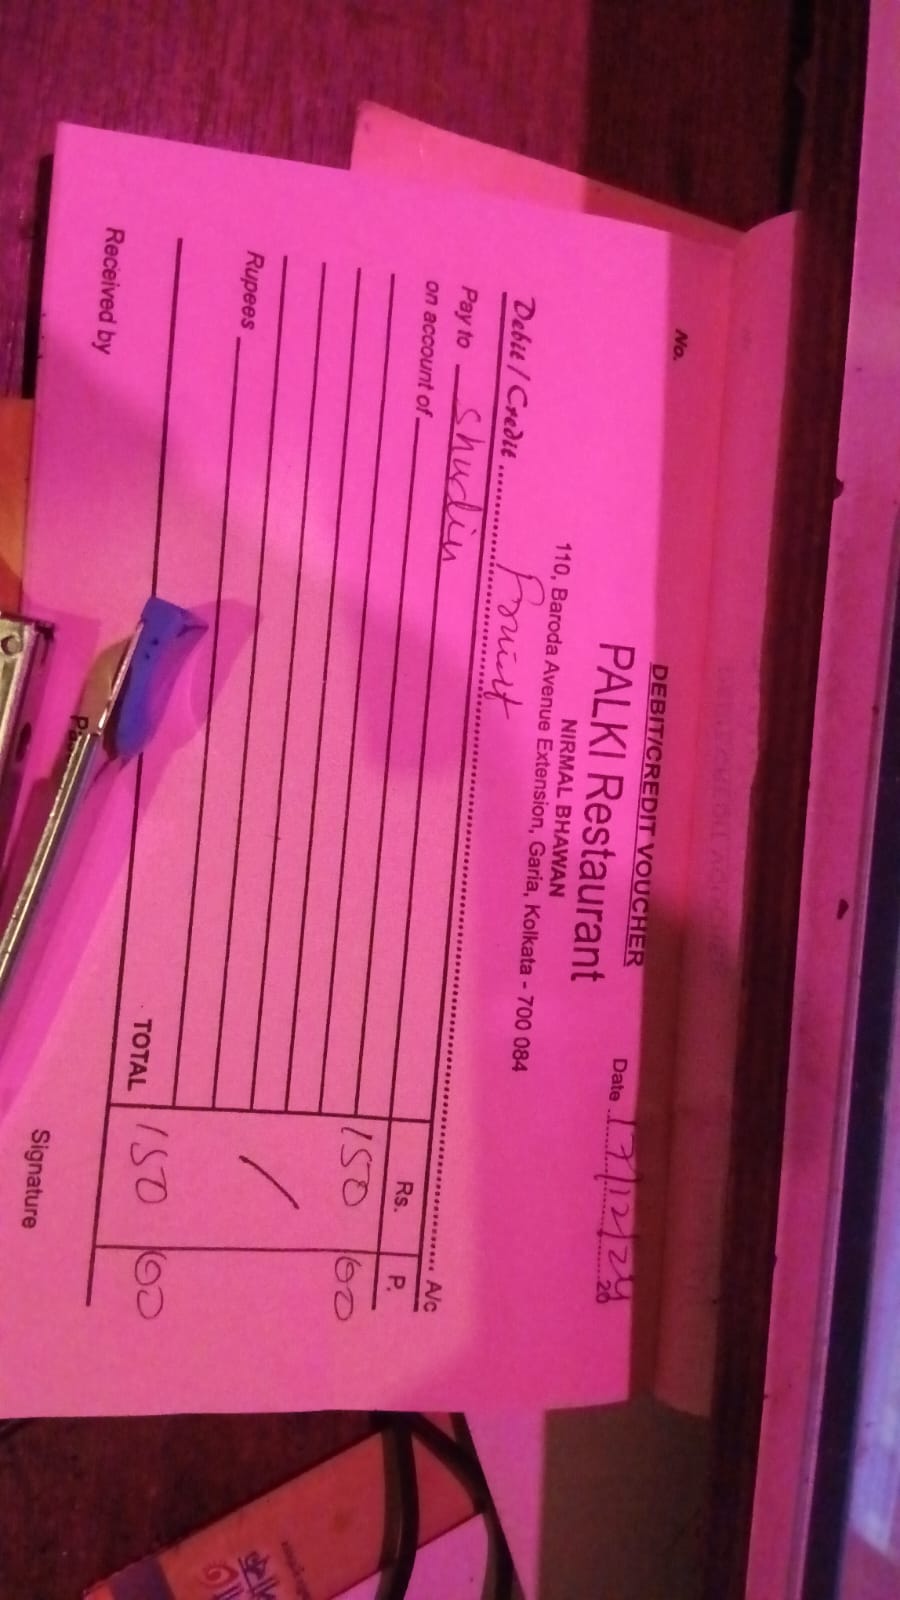 No.
DEBIT/CREDIT VOUCHER
PALKI Restaurant
Date 17/12/24 20
NIRMAL BHAWAN
110, Baroda Avenue Extension, Garia, Kolkata - 700 084
Debit / Credit A/c
Pay to Shudin
on account of
Rs. P.
150 00
Rupees
TOTAL 150 00
Received by
Signature